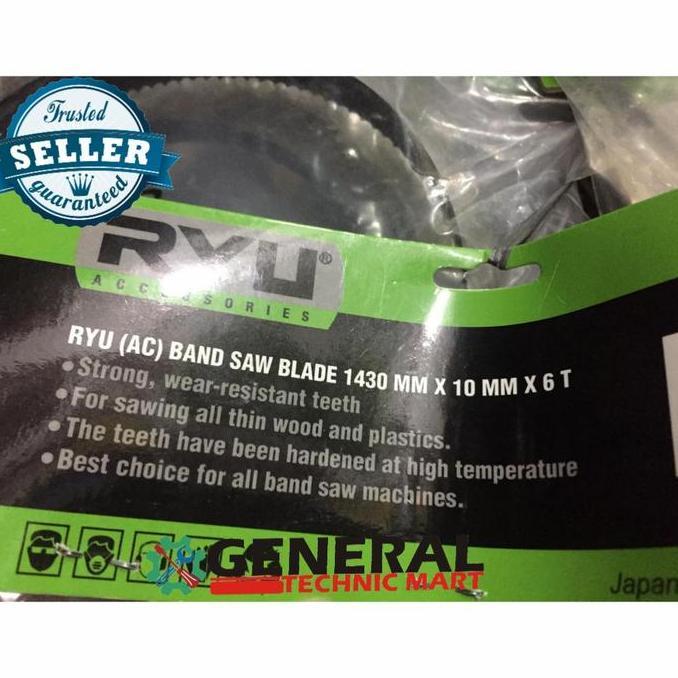 Trusted
SELLER
guaranteed
RYU®
ACCESSORIES
RYU (AC) BAND SAW BLADE 1430 MM X 10 MM X 6 T
•Strong, wear-resistant teeth
•For sawing all thin wood and plastics.
•The teeth have been hardened at high temperature
•Best choice for all band saw machines.
GENERAL
TECHNIC MART
Japan